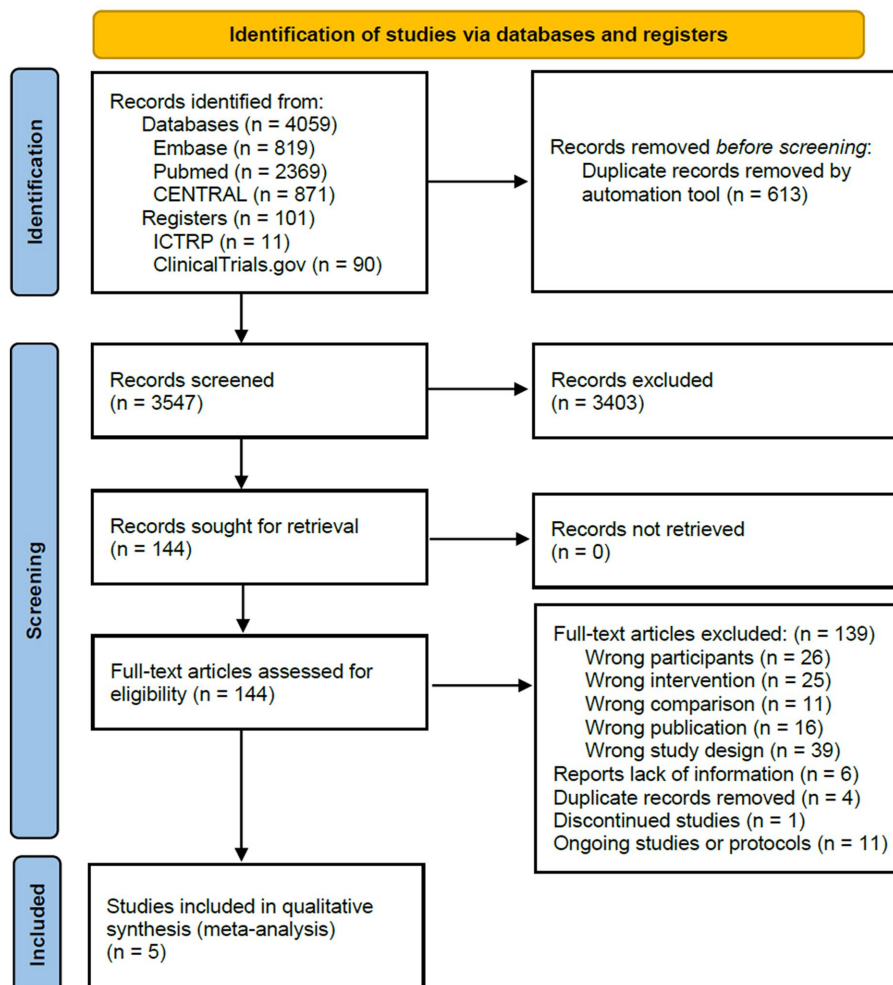 Identification of studies via databases and registers
Identification
Records identified from:
Databases (n = 4059)
Embase (n = 819)
Pubmed (n = 2369)
CENTRAL (n = 871)
Registers (n = 101)
ICTRP (n = 11)
ClinicalTrials.gov (n = 90)
Records removed before screening:
Duplicate records removed by
automation tool (n = 613)
Screening
Records screened
(n = 3547)
Records excluded
(n = 3403)
Records sought for retrieval
(n = 144)
Records not retrieved
(n = 0)
Full-text articles assessed for
eligibility (n = 144)
Full-text articles excluded: (n = 139)
Wrong participants (n = 26)
Wrong intervention (n = 25)
Wrong comparison (n = 11)
Wrong publication (n = 16)
Wrong study design (n = 39)
Reports lack of information (n = 6)
Duplicate records removed (n = 4)
Discontinued studies (n = 1)
Ongoing studies or protocols (n = 11)
Included
Studies included in qualitative
synthesis (meta-analysis)
(n = 5)